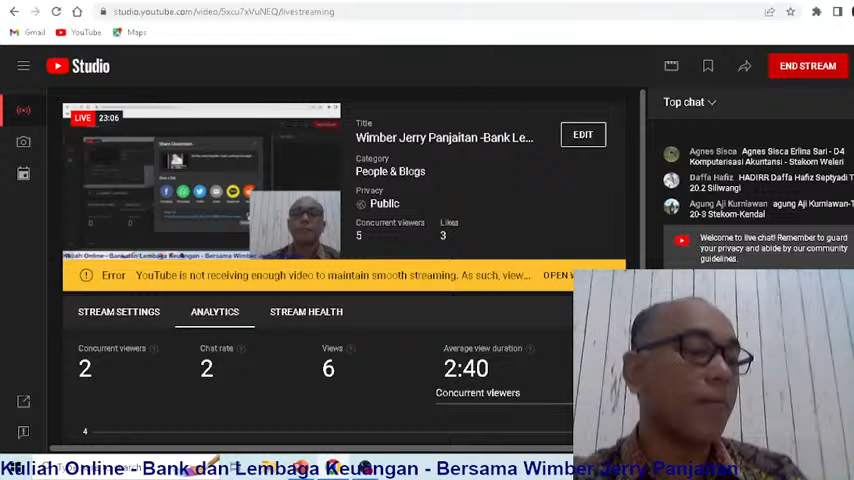 studio.youtube.com/video/5xcu7xVuNEQ/livestreaming
Gmail YouTube Maps
Studio
END STREAM
LIVE 23:06
Title
Wimber Jerry Panjaitan -Bank Le...
EDIT
Category
People & Blogs
Privacy
Public
Concurrent viewers
5
Likes
3
Top chat
Agnes Sisca Agnes Sisca Erlina Sari - D4
Komputerisasi Akuntansi - Stekom Weleri
Daffa Hafiz HADIRR Daffa Hafiz Septyadi T
20.2 Siliwangi
Agung Aji Kurniawan agung Aji Kurniawan-T
20-3 Stekom-Kendal
Welcome to live chat! Remember to guard
your privacy and abide by our community
guidelines.
Error YouTube is not receiving enough video to maintain smooth streaming. As such, view...
STREAM SETTINGS ANALYTICS STREAM HEALTH
Concurrent viewers
2
Chat rate
2
Views
6
Average view duration
2:40
Concurrent viewers
4
Kuliah Online - Bank dan Lembaga Keuangan - Bersama Wimber Jerry Panjaitan